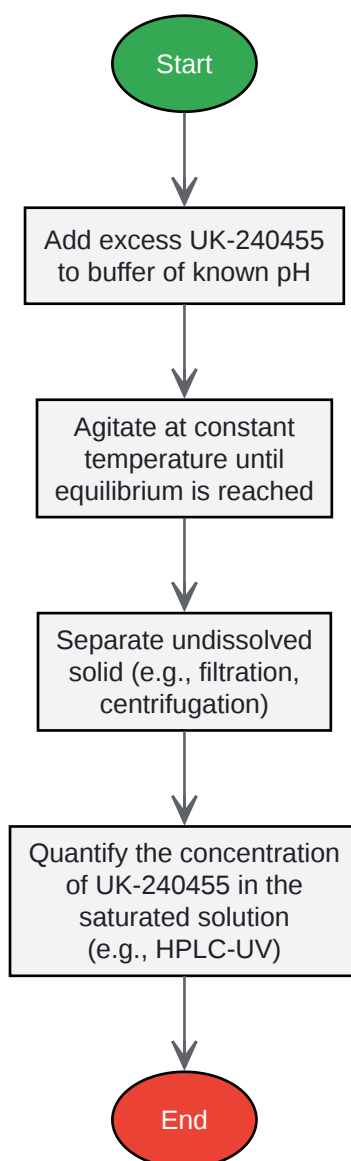 Start
Add excess UK-240455
to buffer of known pH
Agitate at constant
temperature until
equilibrium is reached
Separate undissolved
solid (e.g., filtration,
centrifugation)
Quantify the concentration
of UK-240455 in the
saturated solution
(e.g., HPLC-UV)
End